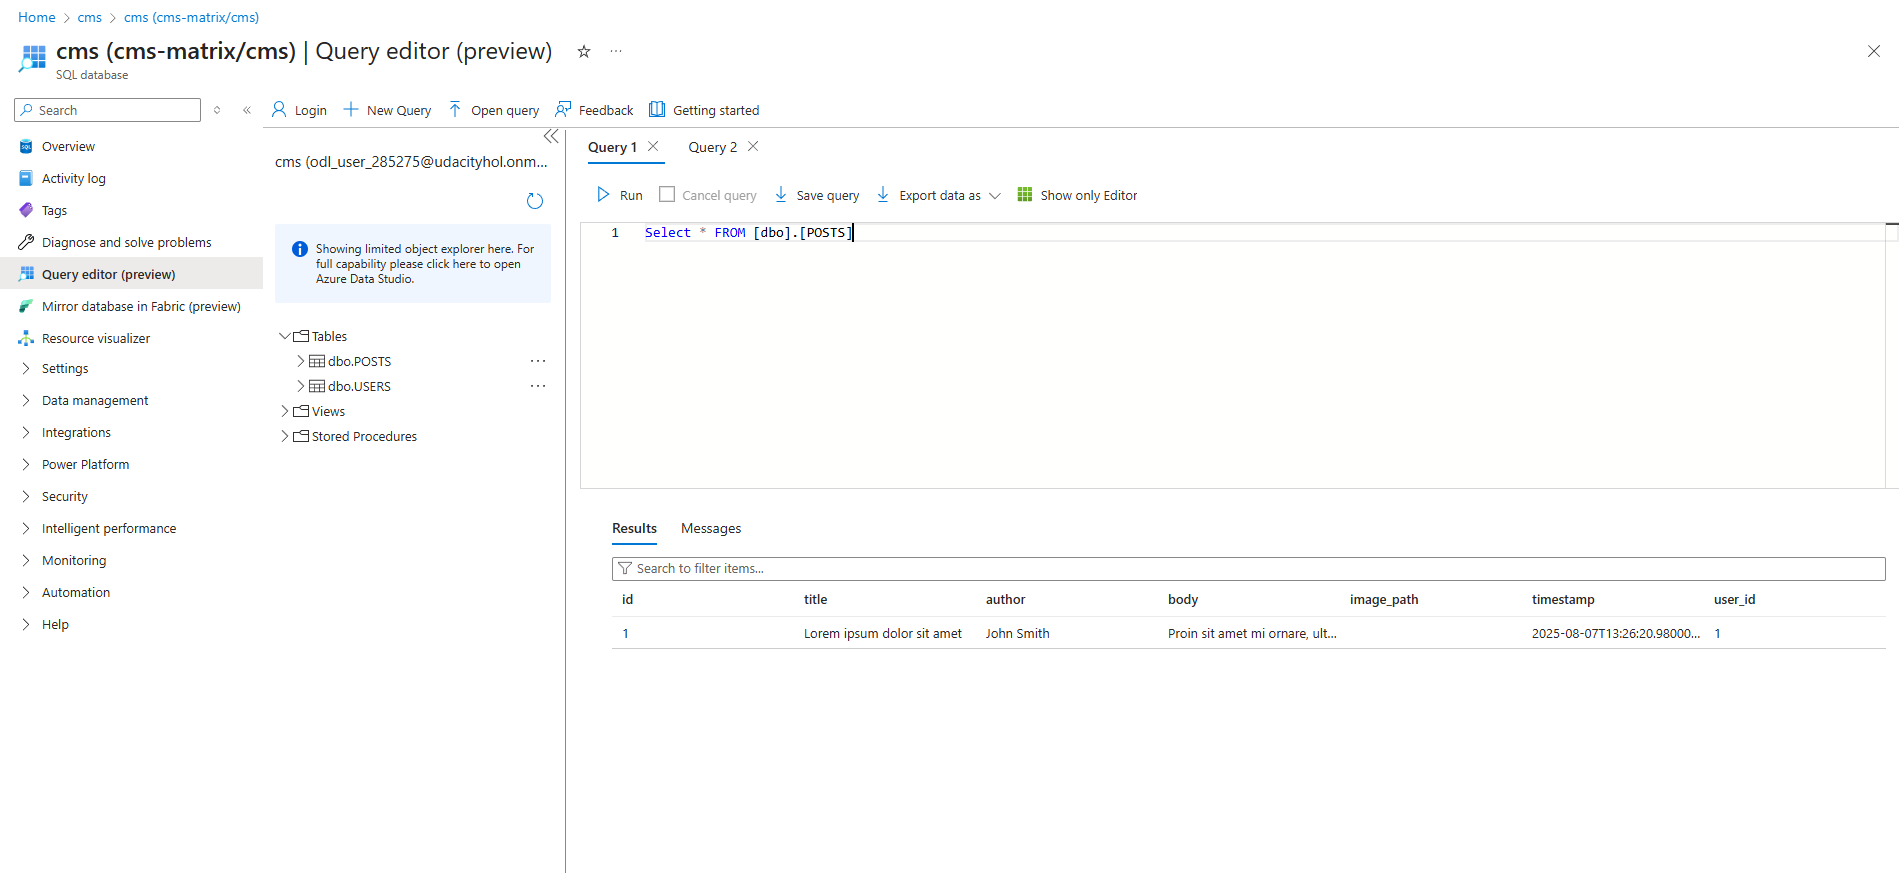 Home > cms > cms (cms-matrix/cms)
cms (cms-matrix/cms) | Query editor (preview)
SQL database
Search
Overview
Activity log
Tags
Diagnose and solve problems
Query editor (preview)
Mirror database in Fabric (preview)
Resource visualizer
Settings
Data management
Integrations
Power Platform
Security
Intelligent performance
Monitoring
Automation
Help
Login
New Query
Open query
Feedback
Getting started
cms (odl_user_285275@udacityhol.onm...
Showing limited object explorer here. For
full capability please click here to open
Azure Data Studio.
Tables
dbo.POSTS
dbo.USERS
Views
Stored Procedures
Query 1
Query 2
Run
Cancel query
Save query
Export data as
Show only Editor
1 Select * FROM [dbo].[POSTS]
Results
Messages
Search to filter items...
id title author body image_path timestamp user_id
1 Lorem ipsum dolor sit amet John Smith Proin sit amet mi ornare, ult... 2025-08-07T13:26:20.98000... 1